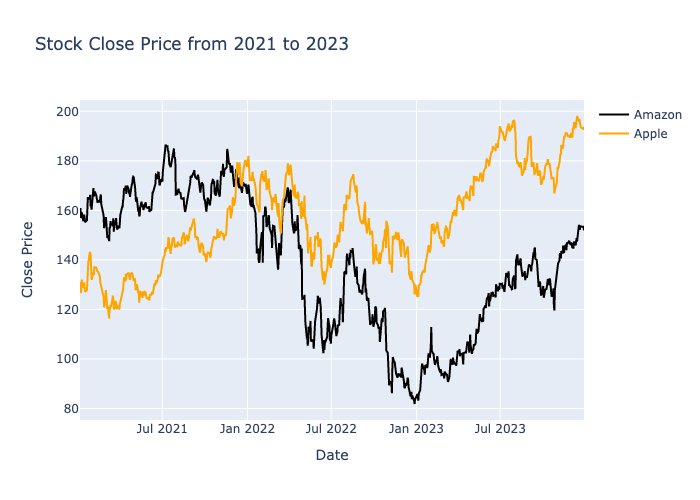 Stock Close Price from 2021 to 2023
Amazon
Apple
Close Price
200
180
160
140
120
100
80
Jul 2021
Jan 2022
Jul 2022
Jan 2023
Jul 2023
Date